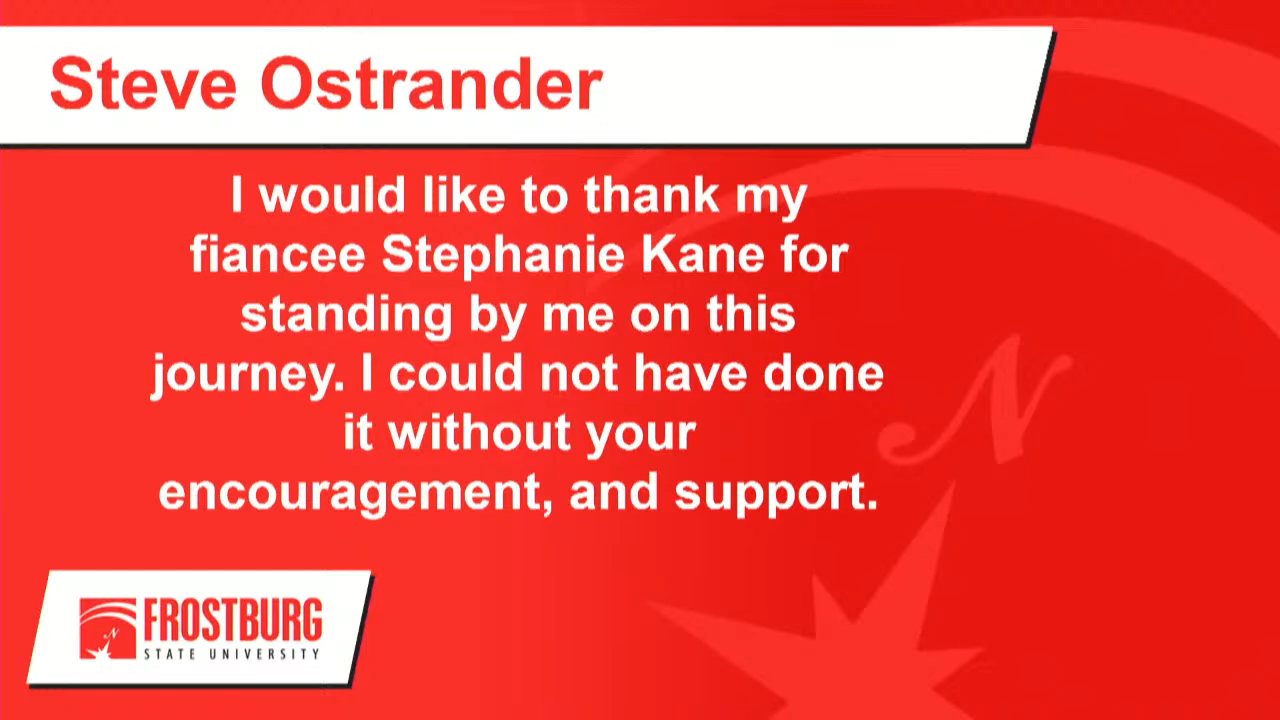 Steve Ostrander
I would like to thank my
fiancee Stephanie Kane for
standing by me on this
journey. I could not have done
it without your
encouragement, and support.
N
N
FROSTBURG
STATE UNIVERSITY